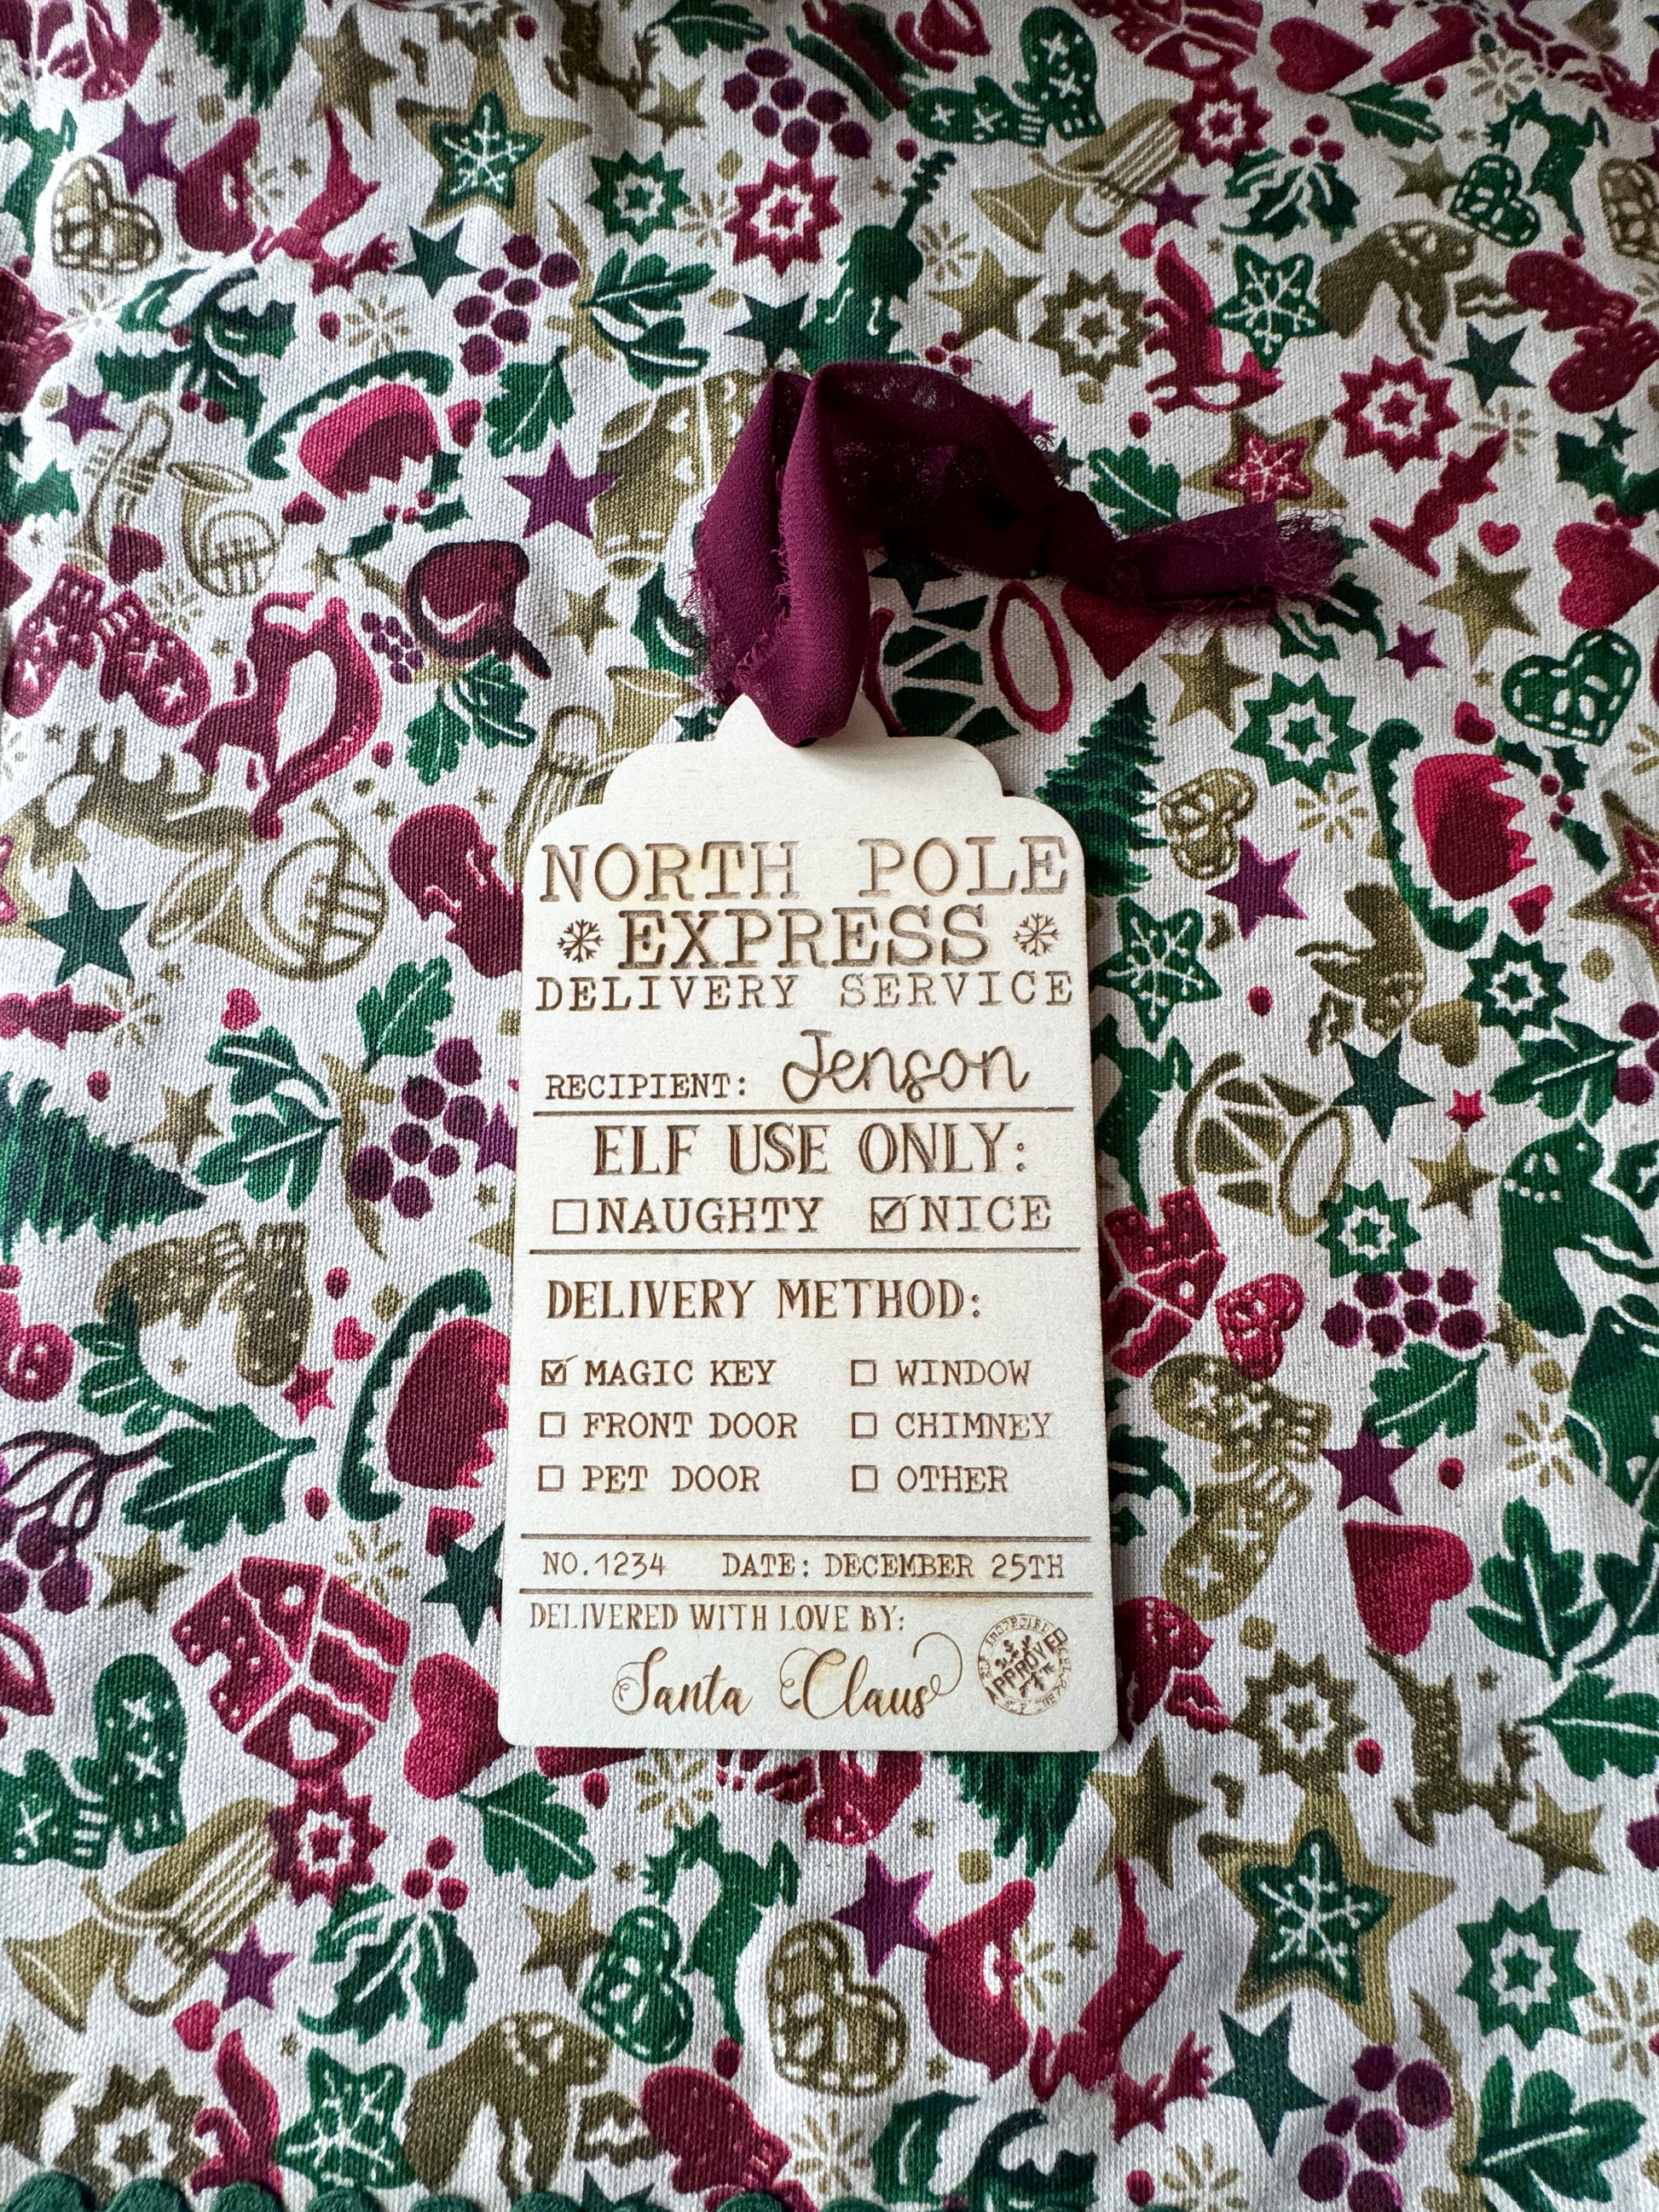 NORTH POLE
EXPRESS
DELIVERY SERVICE
RECIPIENT: Jenson
ELF USE ONLY:
☐ NAUGHTY ☑ NICE
DELIVERY METHOD:
☑ MAGIC KEY ☐ WINDOW
☐ FRONT DOOR ☐ CHIMNEY
☐ PET DOOR ☐ OTHER
NO. 1234 DATE: DECEMBER 25TH
DELIVERED WITH LOVE BY:
Santa Claus
APPROVED